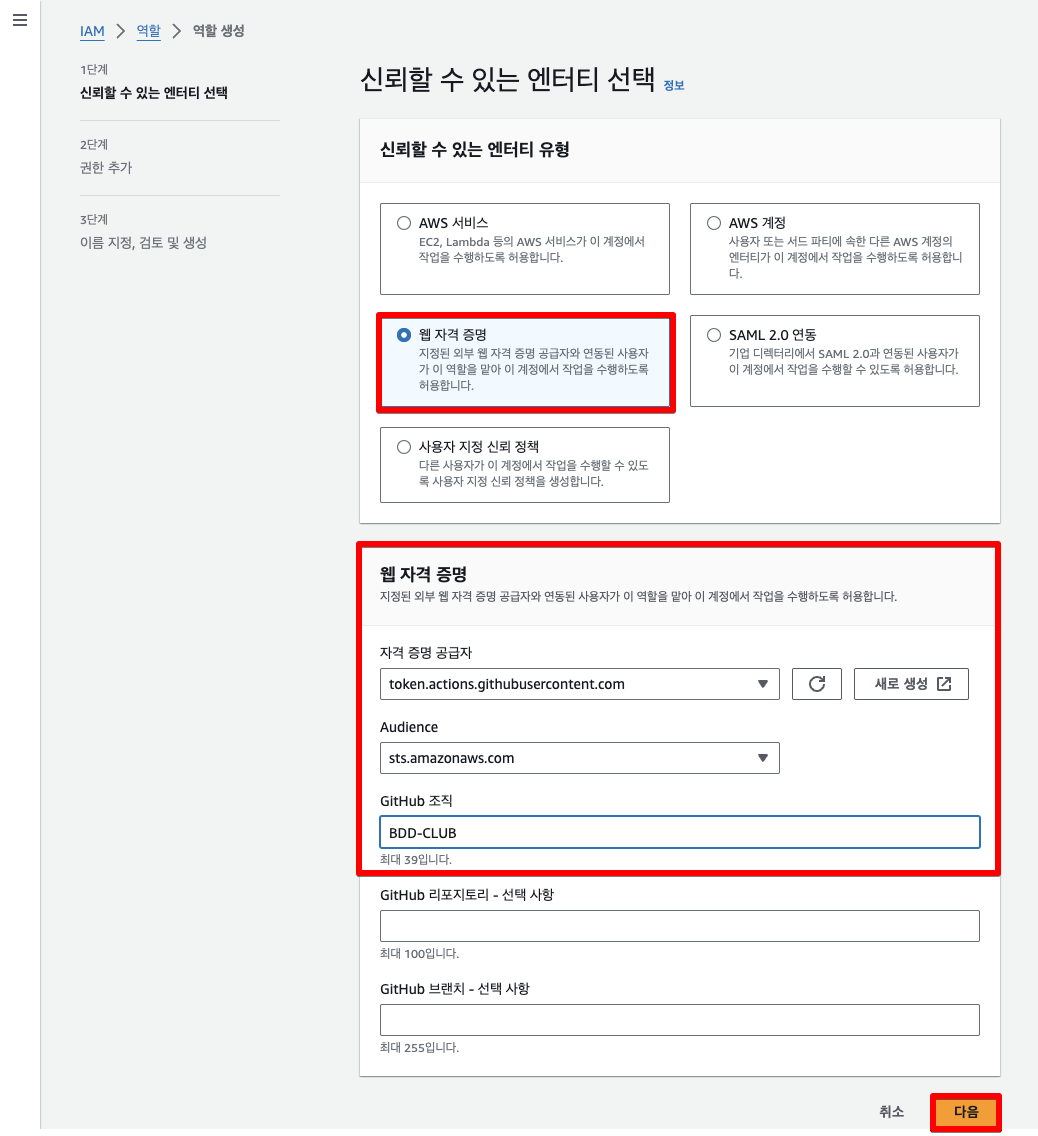 IAM > 역할 > 역할 생성
1단계
신뢰할 수 있는 엔터티 선택
2단계
권한 추가
3단계
이름 지정, 검토 및 생성
신뢰할 수 있는 엔터티 선택 정보
신뢰할 수 있는 엔터티 유형
AWS 서비스
EC2, Lambda 등의 AWS 서비스가 이 계정에서
작업을 수행하도록 허용합니다.
AWS 계정
사용자 또는 서드 파티에 속한 다른 AWS 계정의
엔터티가 이 계정에서 작업을 수행하도록 허용합니
다.
웹 자격 증명
지정된 외부 웹 자격 증명 공급자와 연동된 사용자
가 이 역할을 맡아 이 계정에서 작업을 수행하도록
허용합니다.
SAML 2.0 연동
기업 디렉터리에서 SAML 2.0과 연동된 사용자가
이 계정에서 작업을 수행할 수 있도록 허용합니다.
사용자 지정 신뢰 정책
다른 사용자가 이 계정에서 작업을 수행할 수 있도
록 사용자 지정 신뢰 정책을 생성합니다.
웹 자격 증명
지정된 외부 웹 자격 증명 공급자와 연동된 사용자가 이 역할을 맡아 이 계정에서 작업을 수행하도록 허용합니다.
자격 증명 공급자
token.actions.githubusercontent.com
새로 생성
Audience
sts.amazonaws.com
GitHub 조직
BDD-CLUB
최대 39입니다.
GitHub 리포지토리 - 선택 사항
최대 100입니다.
GitHub 브랜치 - 선택 사항
최대 255입니다.
취소
다음